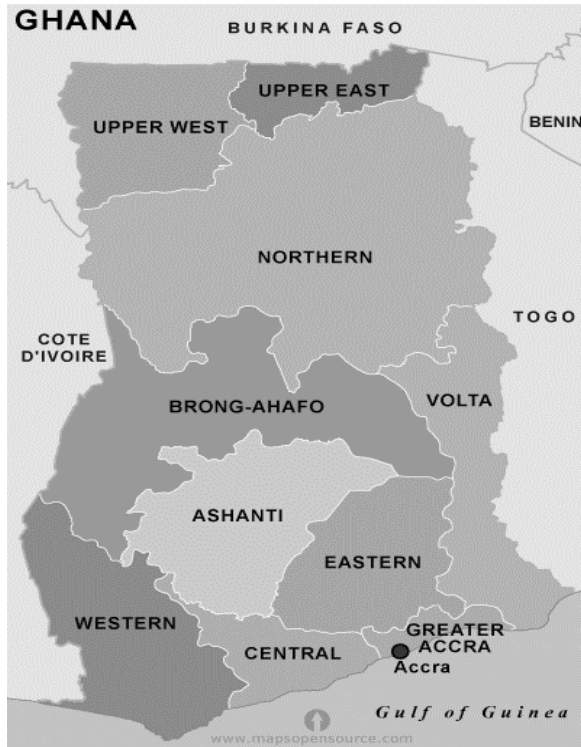 GHANA
BURKINA FASO
UPPER EAST
UPPER WEST
BENIN
NORTHERN
TOGO
COTE
D'IVOIRE
VOLTA
BRONG-AHAFO
ASHANTI
EASTERN
WESTERN
GREATER
ACCRA
CENTRAL
Accra
Gulf of Guinea
www.mapsopensource.com